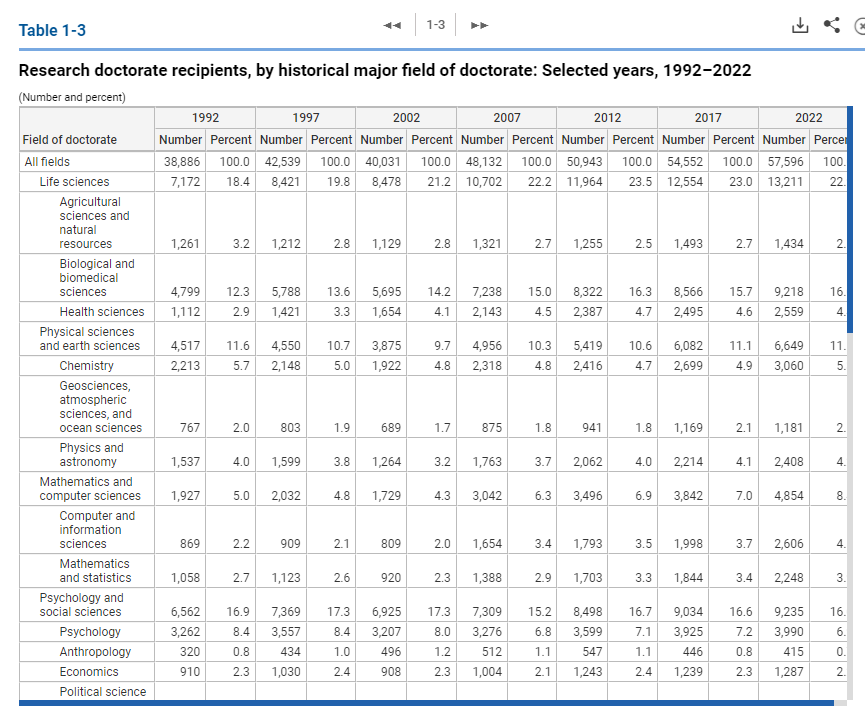 Table 1-3
◄◄ 1-3 ►►
Research doctorate recipients, by historical major field of doctorate: Selected years, 1992–2022
(Number and percent)
Field of doctorate 1992 1997 2002 2007 2012 2017 2022
Number Percent Number Percent Number Percent Number Percent Number Percent Number Percent Number Percer
All fields 38,886 100.0 42,539 100.0 40,031 100.0 48,132 100.0 50,943 100.0 54,552 100.0 57,596 100.
Life sciences 7,172 18.4 8,421 19.8 8,478 21.2 10,702 22.2 11,964 23.5 12,554 23.0 13,211 22.
Agricultural
sciences and
natural
resources 1,261 3.2 1,212 2.8 1,129 2.8 1,321 2.7 1,255 2.5 1,493 2.7 1,434 2.
Biological and
biomedical
sciences 4,799 12.3 5,788 13.6 5,695 14.2 7,238 15.0 8,322 16.3 8,566 15.7 9,218 16.
Health sciences 1,112 2.9 1,421 3.3 1,654 4.1 2,143 4.5 2,387 4.7 2,495 4.6 2,559 4.
Physical sciences
and earth sciences 4,517 11.6 4,550 10.7 3,875 9.7 4,956 10.3 5,419 10.6 6,082 11.1 6,649 11.
Chemistry 2,213 5.7 2,148 5.0 1,922 4.8 2,318 4.8 2,416 4.7 2,699 4.9 3,060 5.
Geosciences,
atmospheric
sciences, and
ocean sciences 767 2.0 803 1.9 689 1.7 875 1.8 941 1.8 1,169 2.1 1,181 2.
Physics and
astronomy 1,537 4.0 1,599 3.8 1,264 3.2 1,763 3.7 2,062 4.0 2,214 4.1 2,408 4.
Mathematics and
computer sciences 1,927 5.0 2,032 4.8 1,729 4.3 3,042 6.3 3,496 6.9 3,842 7.0 4,854 8.
Computer and
information
sciences 869 2.2 909 2.1 809 2.0 1,654 3.4 1,793 3.5 1,998 3.7 2,606 4.
Mathematics
and statistics 1,058 2.7 1,123 2.6 920 2.3 1,388 2.9 1,703 3.3 1,844 3.4 2,248 3.
Psychology and
social sciences 6,562 16.9 7,369 17.3 6,925 17.3 7,309 15.2 8,498 16.7 9,034 16.6 9,235 16.
Psychology 3,262 8.4 3,557 8.4 3,207 8.0 3,276 6.8 3,599 7.1 3,925 7.2 3,990 6.
Anthropology 320 0.8 434 1.0 496 1.2 512 1.1 547 1.1 446 0.8 415 0.
Economics 910 2.3 1,030 2.4 908 2.3 1,004 2.1 1,243 2.4 1,239 2.3 1,287 2.
Political science